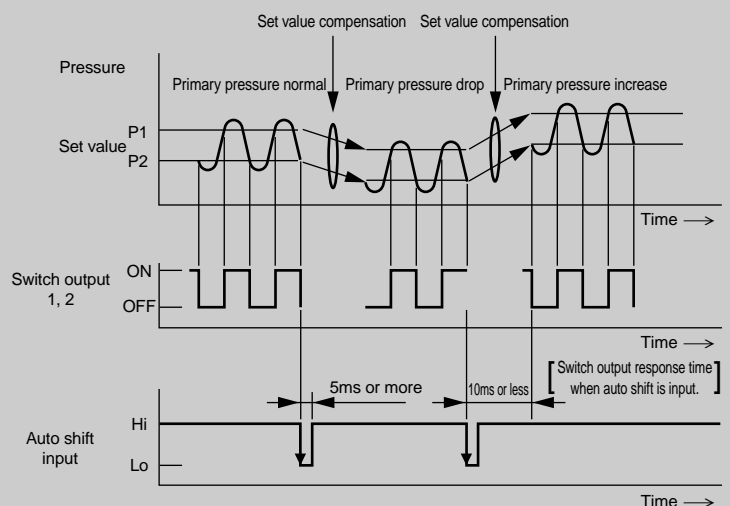 Set value compensation Set value compensation
Pressure
Primary pressure normal Primary pressure drop Primary pressure increase
P1
Set value
P2
Time
ON
Switch output
1, 2
OFF
Time
[Switch output response time
when auto shift is input.]
5ms or more
10ms or less
Hi
Auto shift
input
Lo
Time